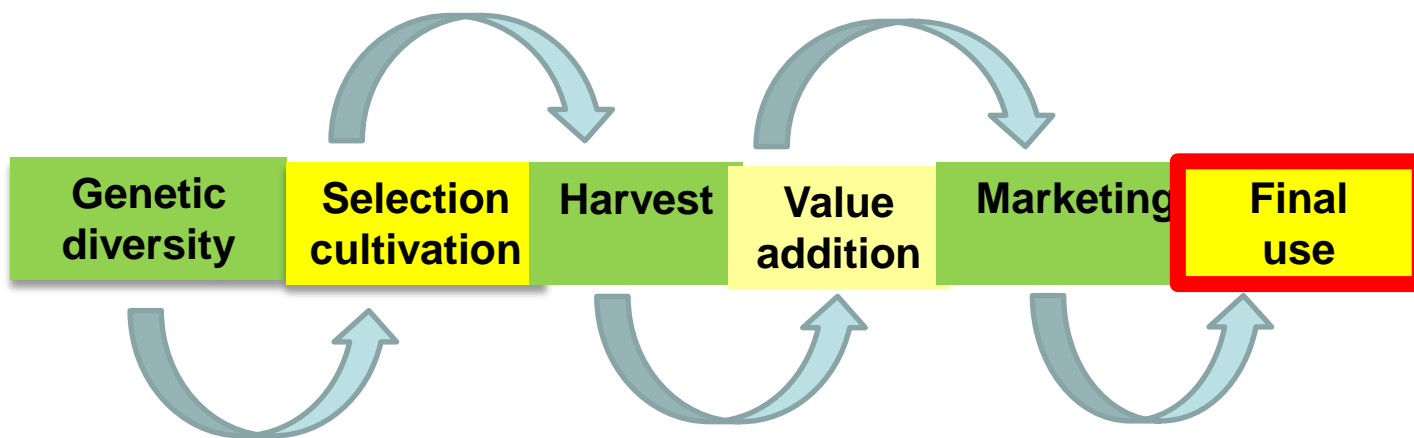 Genetic
diversity
Selection
cultivation
Harvest
Value
addition
Marketing
Final
use